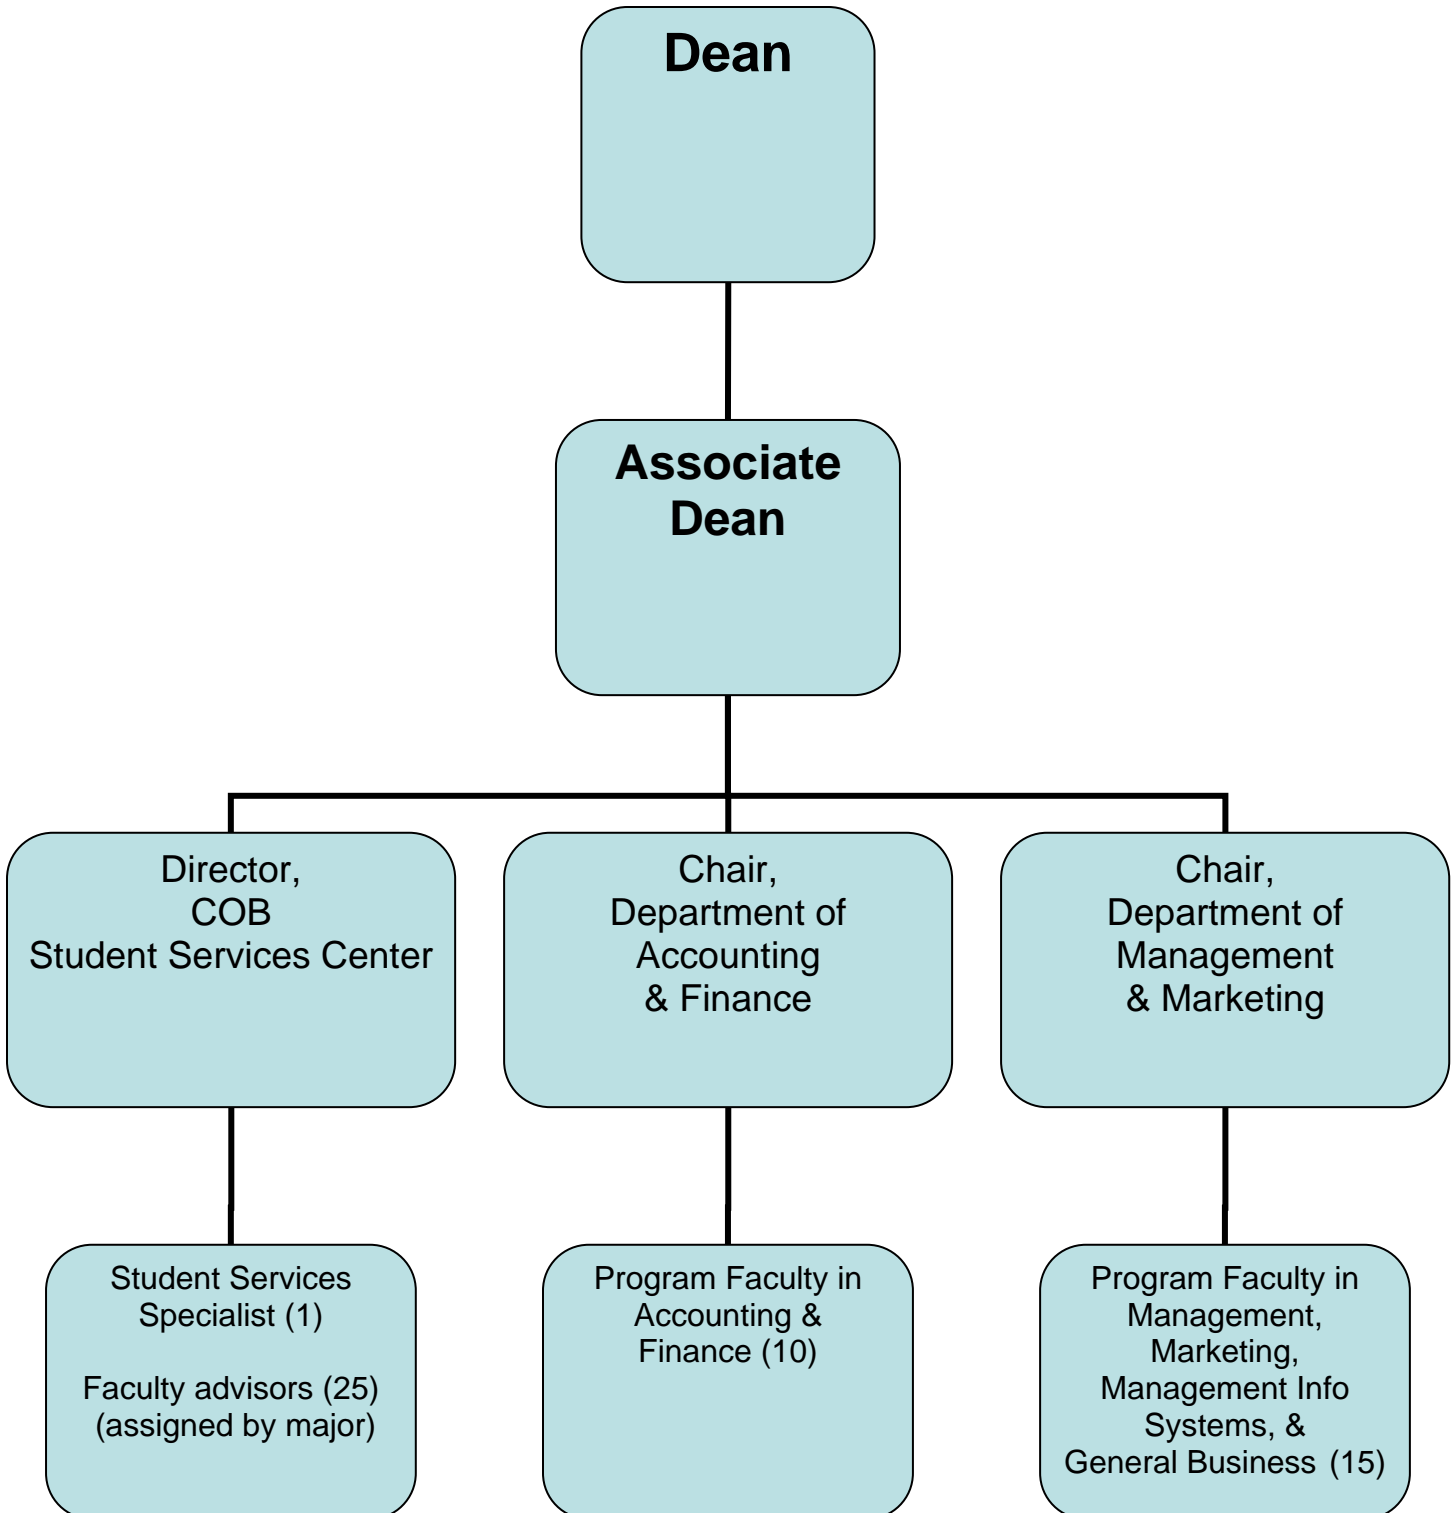 Dean
Associate
Dean
Director,
COB
Student Services Center
Chair,
Department of
Accounting
& Finance
Chair,
Department of
Management
& Marketing
Student Services
Specialist (1)
Faculty advisors (25)
(assigned by major)
Program Faculty in
Accounting &
Finance (10)
Program Faculty in
Management,
Marketing,
Management Info
Systems, &
General Business (15)